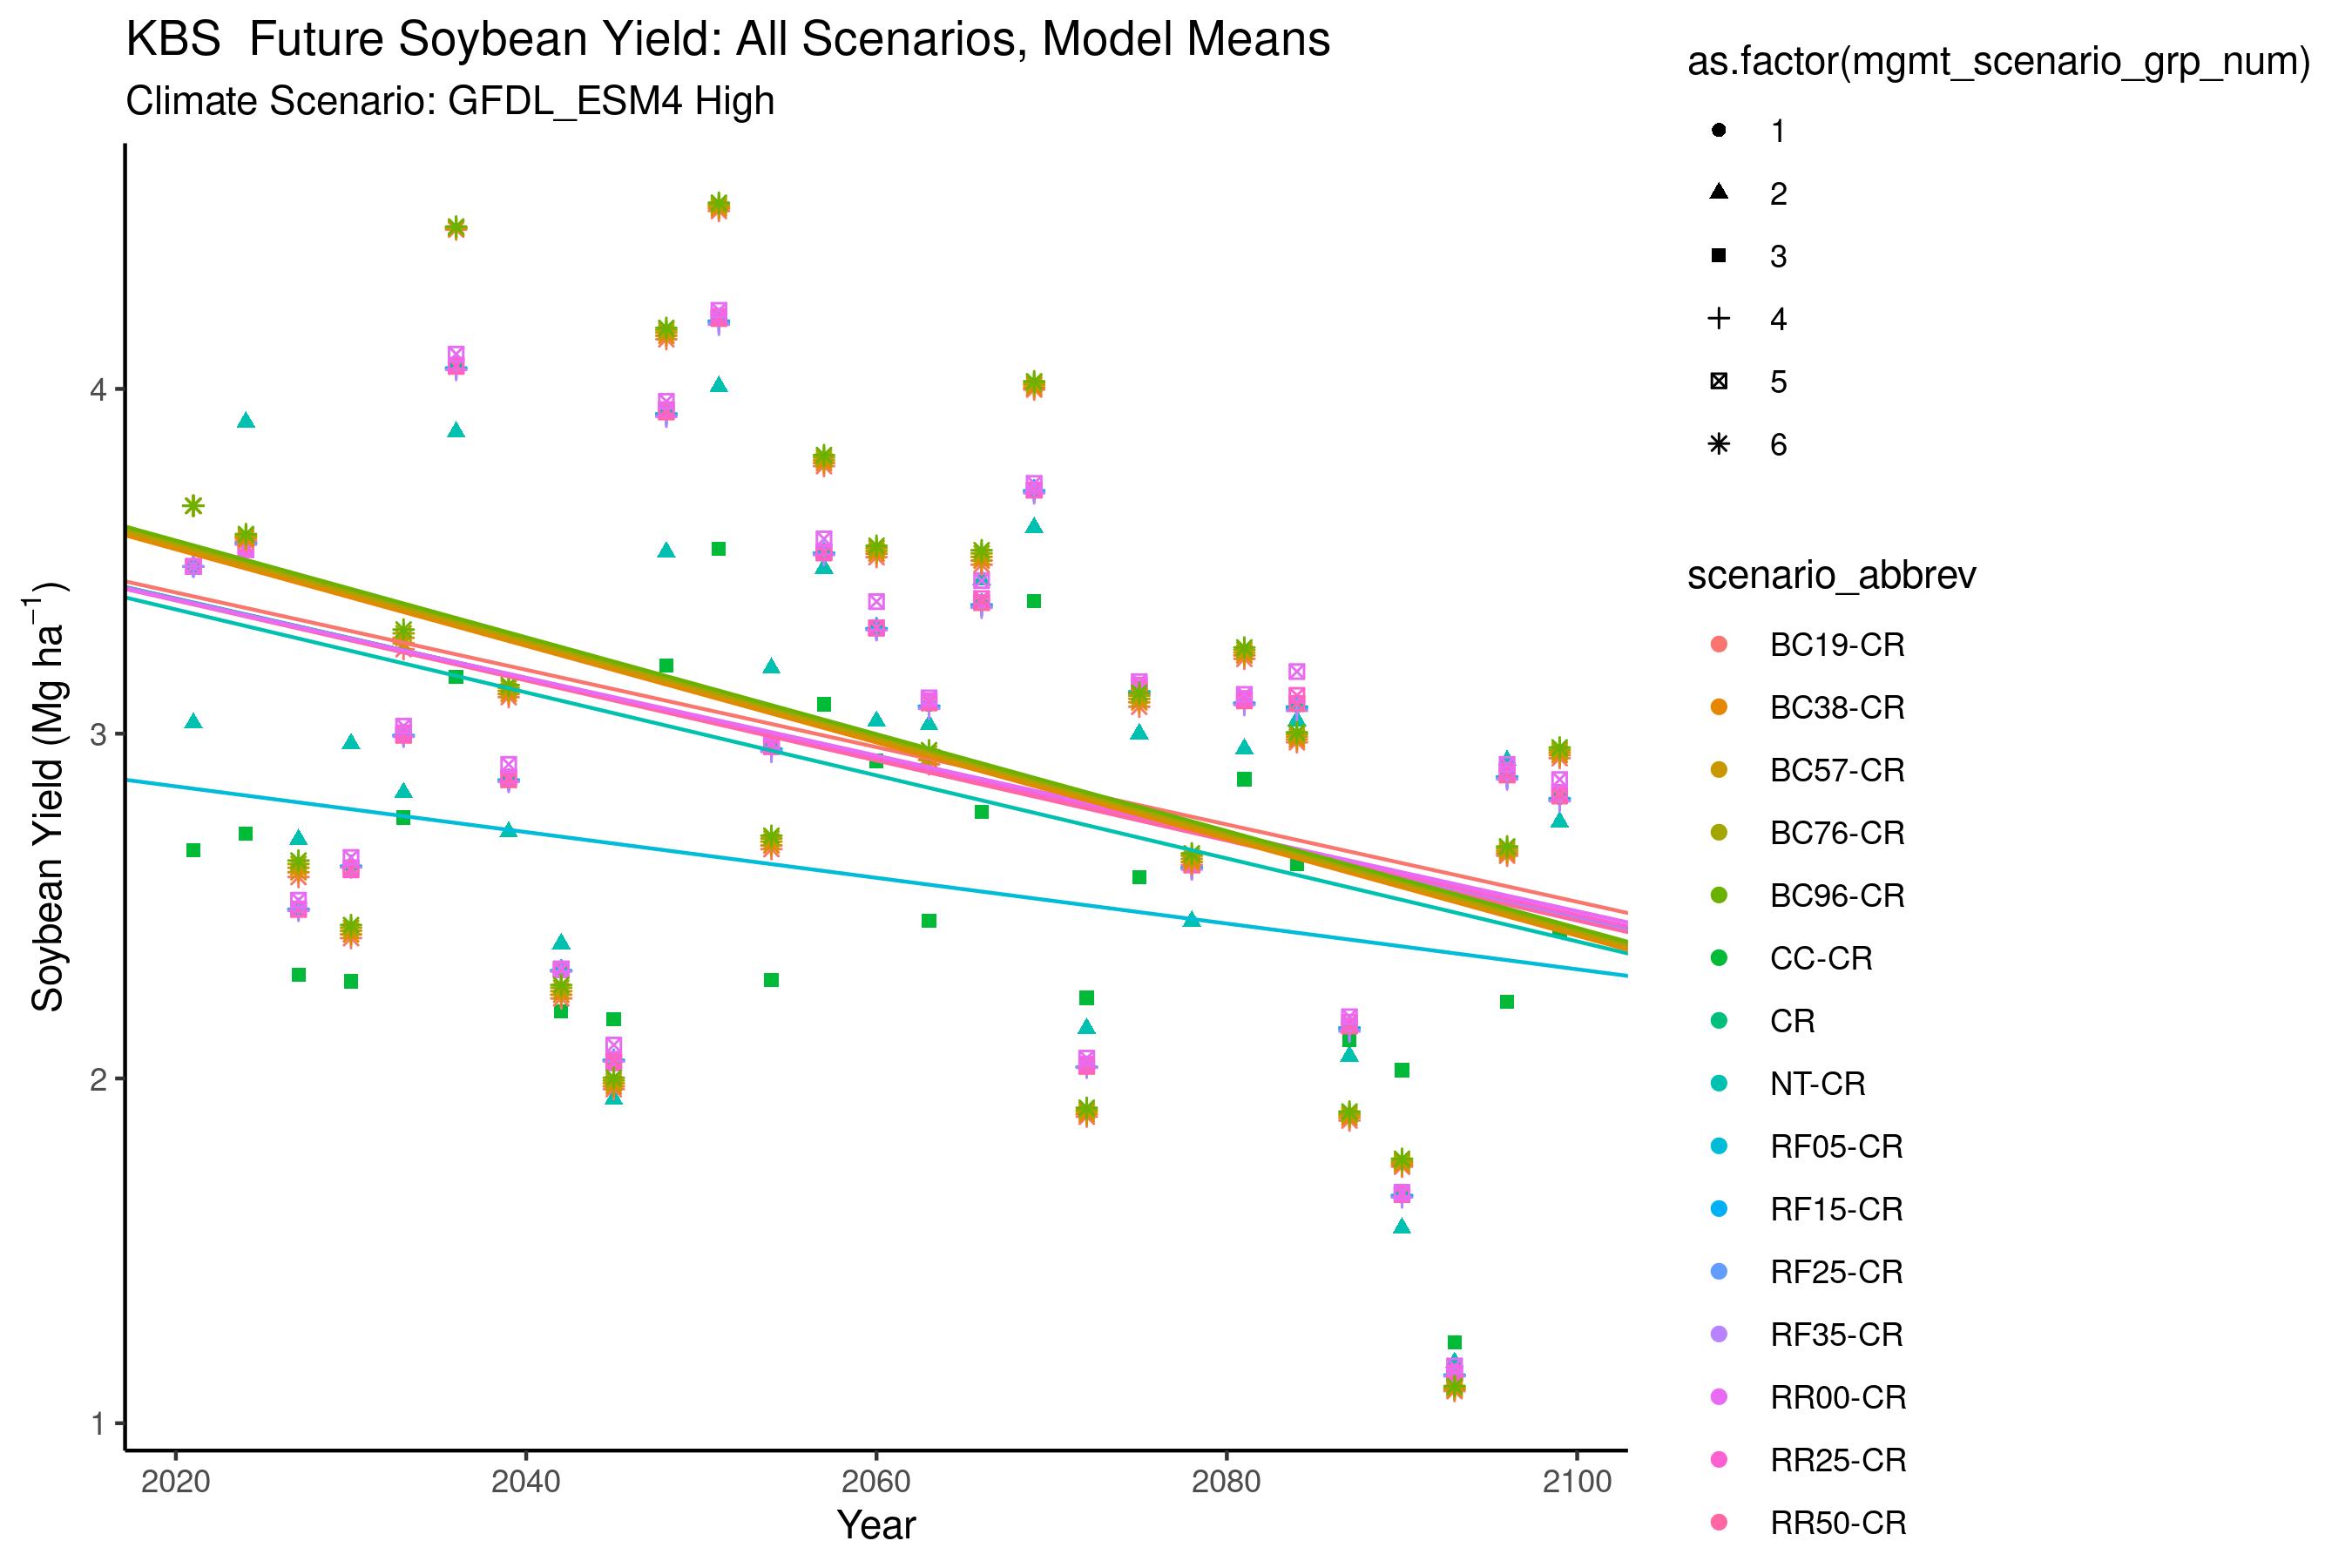 KBS  Future Soybean Yield: All Scenarios, Model Means
Climate Scenario: GFDL_ESM4 High
Soybean Yield (Mg ha⁻¹)
4
3
2
1
2020
2040
2060
2080
2100
Year
as.factor(mgmt_scenario_grp_num)
1
2
3
4
5
6
scenario_abbrev
BC19-CR
BC38-CR
BC57-CR
BC76-CR
BC96-CR
CC-CR
CR
NT-CR
RF05-CR
RF15-CR
RF25-CR
RF35-CR
RR00-CR
RR25-CR
RR50-CR